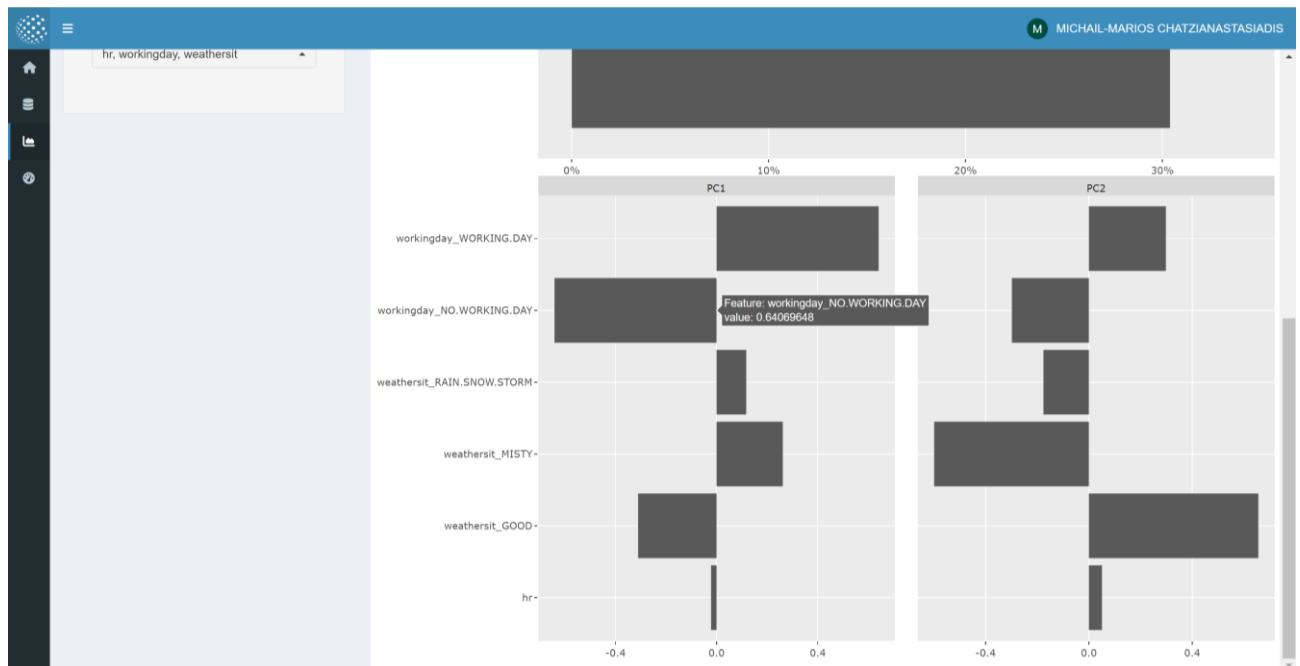 M MICHAIL-MARIOS CHATZIANASTASIADIS
hr, workingday, weathersit
0% 10% 20% 30%
PC1 PC2
workingday_WORKING.DAY
workingday_NO.WORKING.DAY
Feature: workingday_NO.WORKING.DAY
value: 0.64069648
weathersit_RAIN.SNOW.STORM
weathersit_MISTY
weathersit_GOOD
hr
-0.4 0.0 0.4 -0.4 0.0 0.4